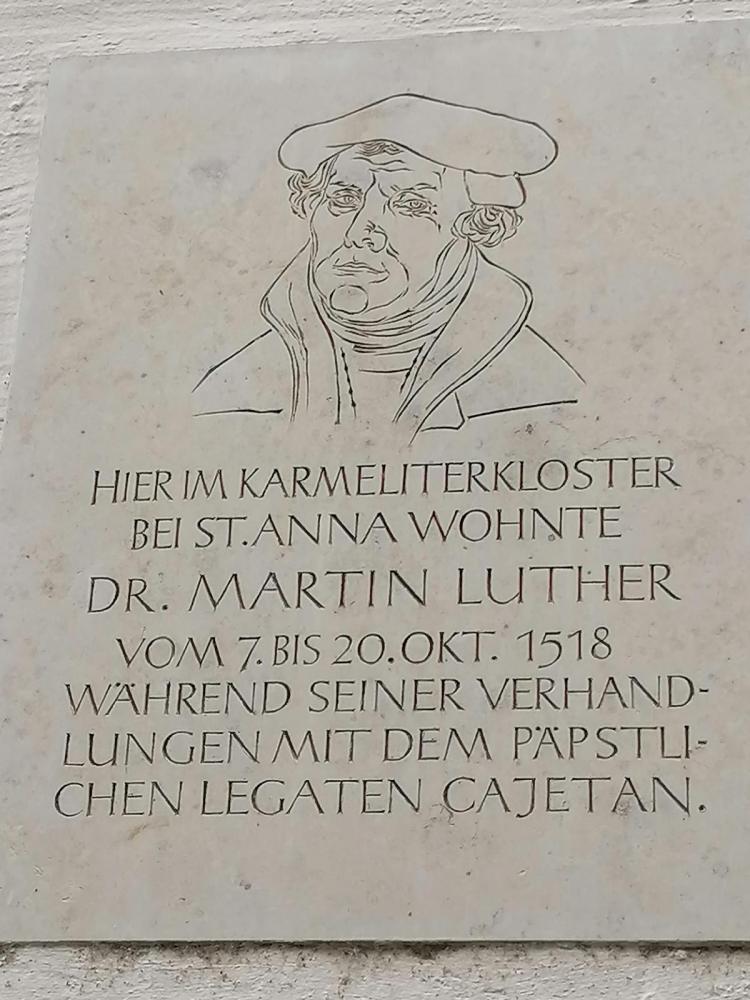 HIER IM KARMELITERKLOSTER
BEI ST. ANNA WOHNTE
DR. MARTIN LUTHER
VOM 7. BIS 20. OKT. 1518
WÄHREND SEINER VERHAND-
LUNGEN MIT DEM PÄPSTLI-
CHEN LEGATEN CAJETAN.